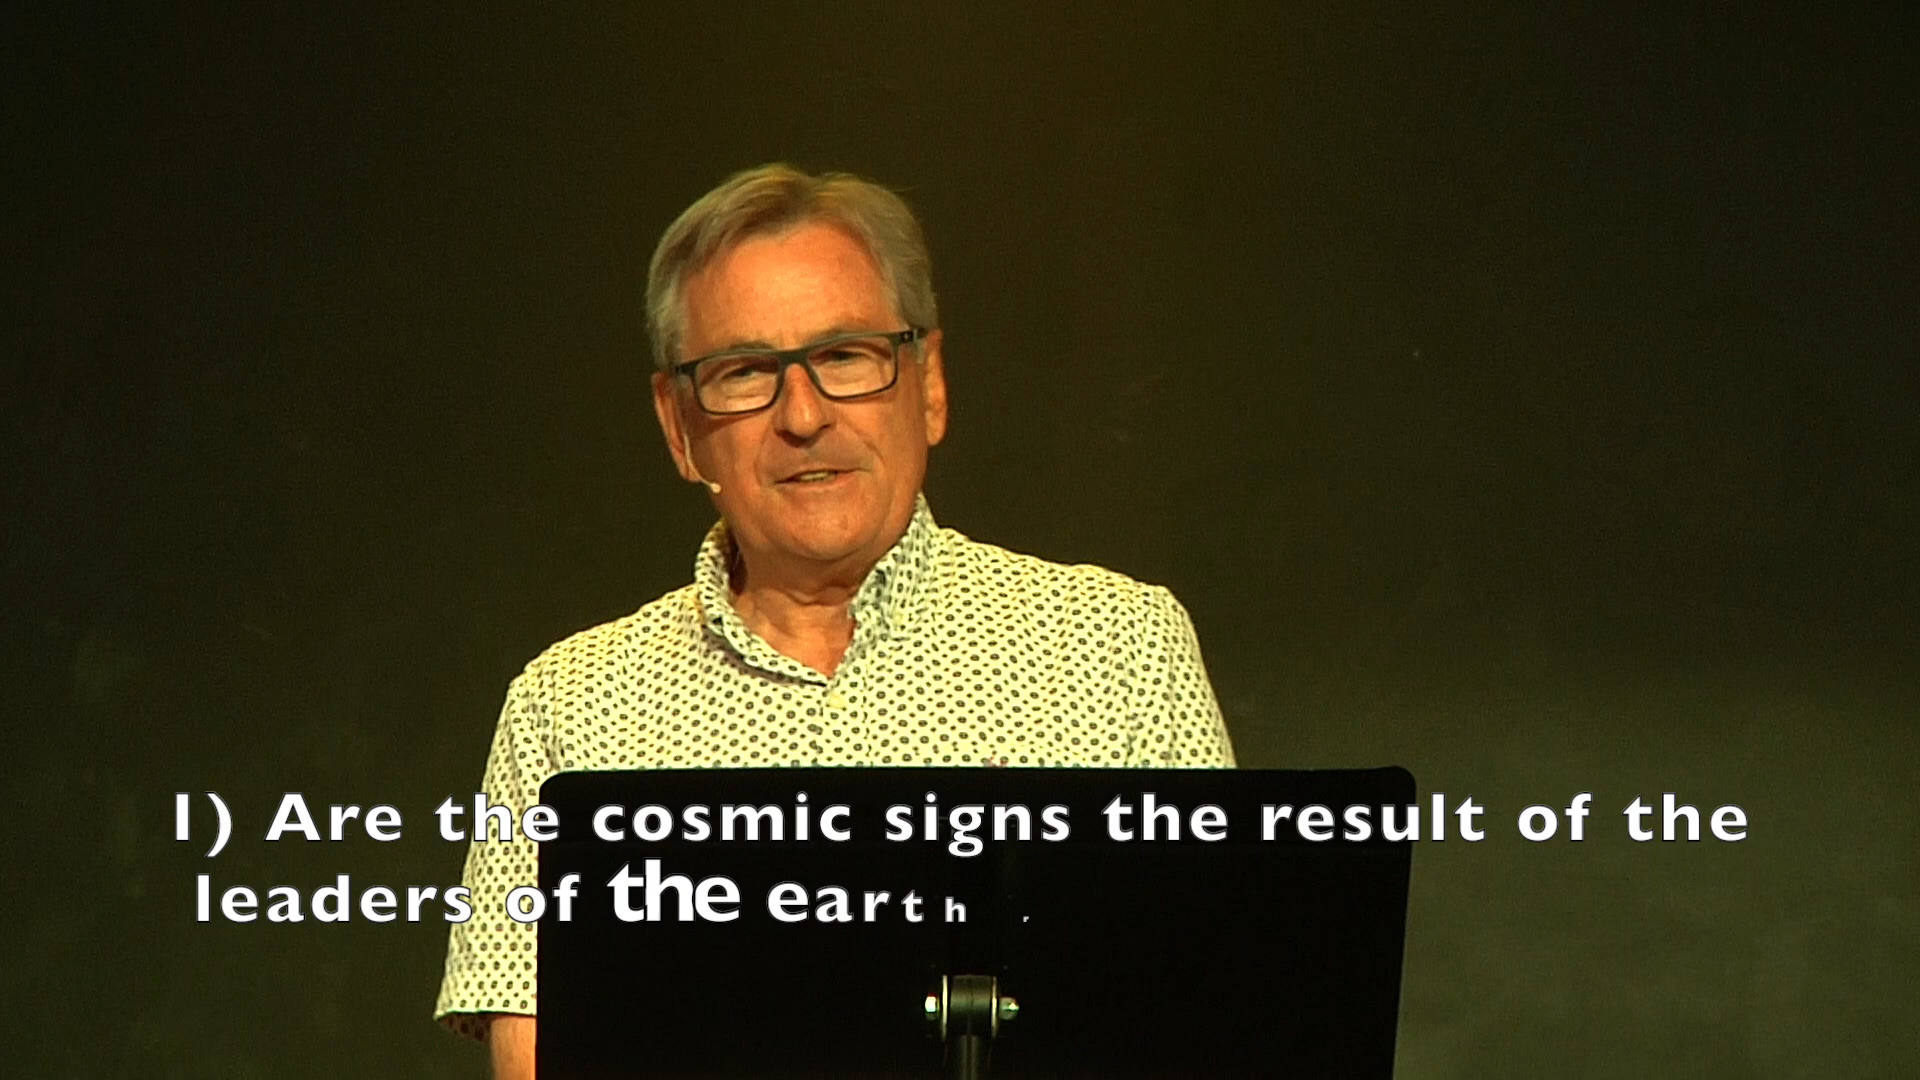 1) Are the cosmic signs the result of the
leaders of the earth r